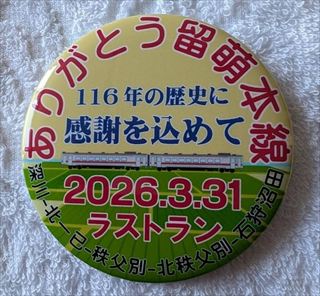 ありがとう留萌本線
116年の歴史に
感謝を込めて
2026.3.31
ラストラン
深川-北一已-秩父別-北秩父別-石狩沼田